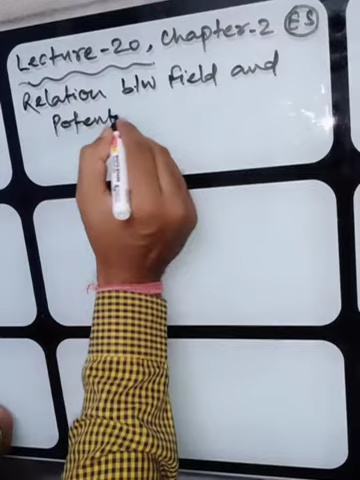 Lecture-20, Chapter-2 ES
Relation b/w Field and
Potent